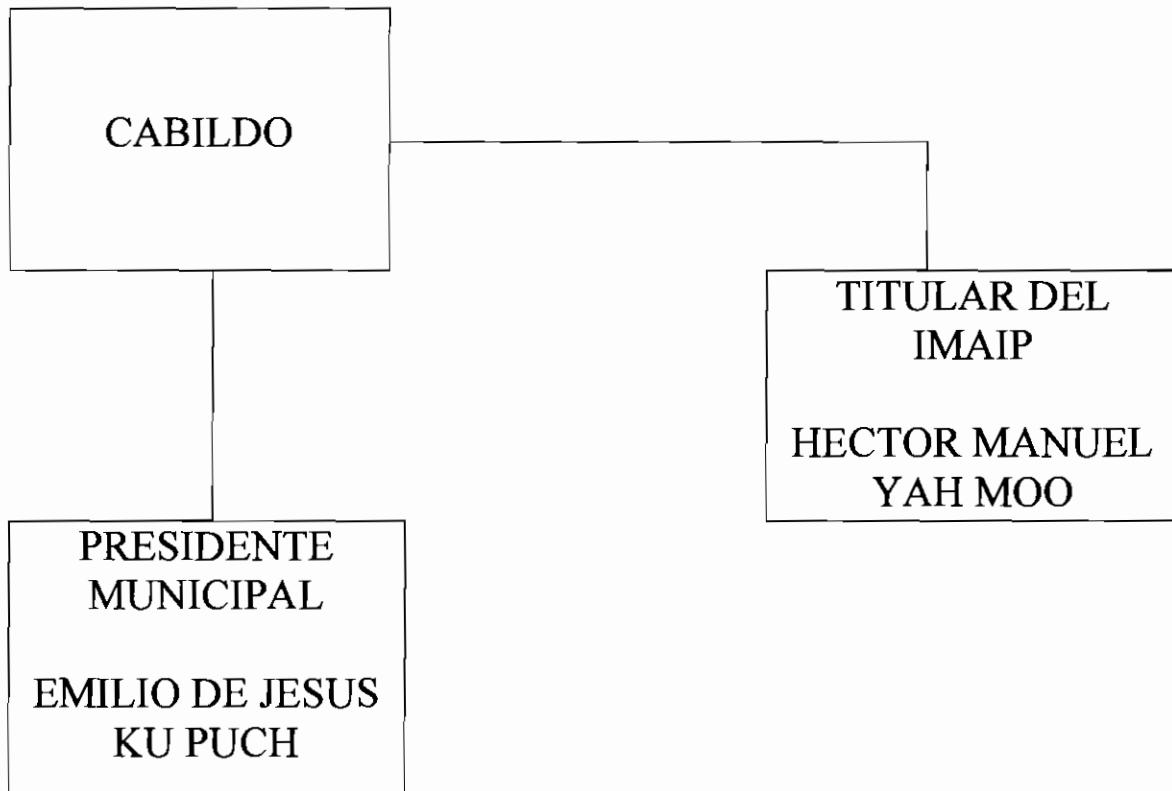 CABILDO
TITULAR DEL
IMAIP
HECTOR MANUEL
YAH MOO
PRESIDENTE
MUNICIPAL
EMILIO DE JESUS
KU PUCH